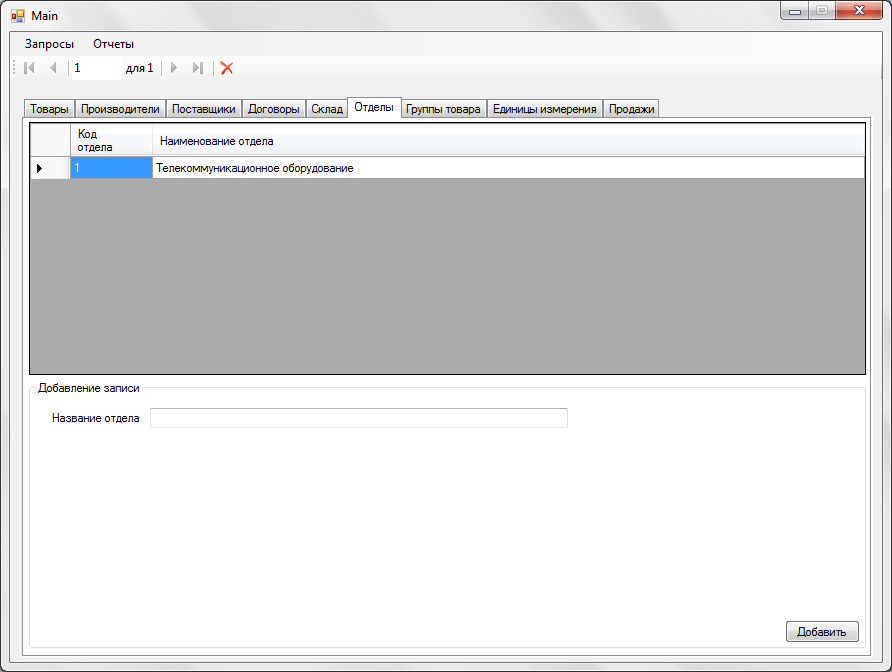 Main
Запросы Отчеты
1 для 1
Товары Производители Поставщики Договоры Склад Отделы Группы товара Единицы измерения Продажи
Код отдела Наименование отдела
1 Телекоммуникационное оборудование
Добавление записи
Название отдела
Добавить